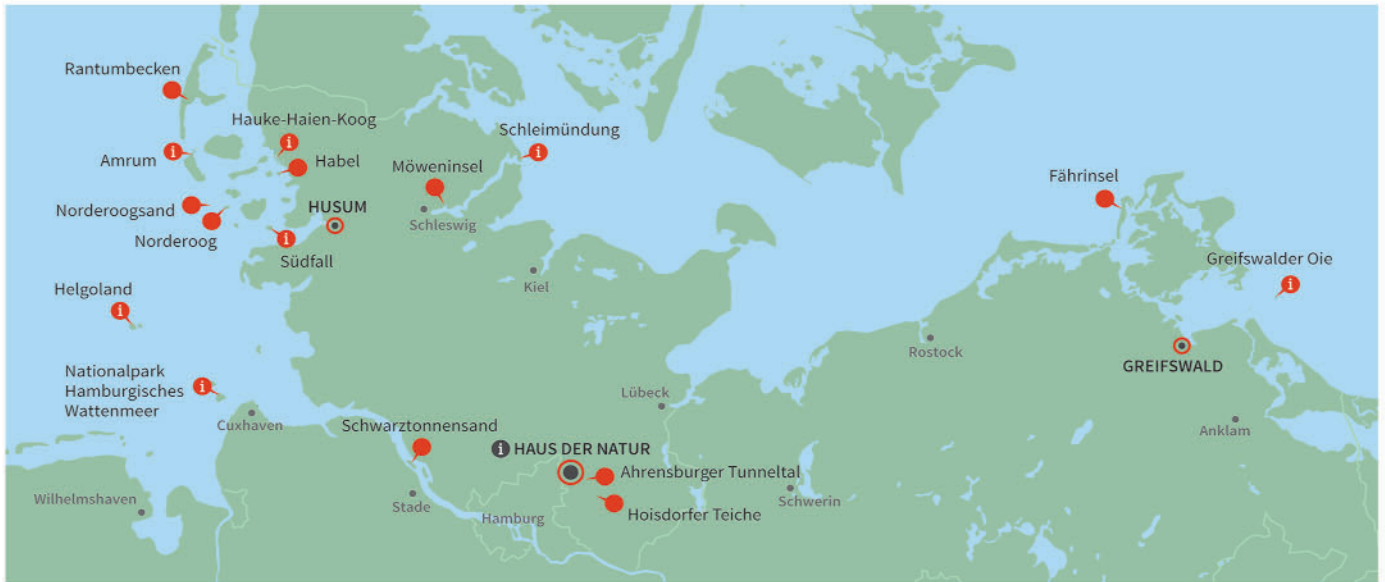 Rantumbecken
Hauke-Haien-Koog
Schleimündung
Amrum
Habel
Möweninsel
Fährinsel
Norderoogsand
HUSUM
Schleswig
Norderoog
Südfall
Greifswalder Oie
Helgoland
Kiel
Rostock
GREIFSWALD
Nationalpark
Hamburgisches
Wattenmeer
Lübeck
Cuxhaven
Schwarztonnensand
Anklam
i HAUS DER NATUR
Ahrensburger Tunneltal
Wilhelmshaven
Stade
Schwerin
Hamburg
Hoisdorfer Teiche